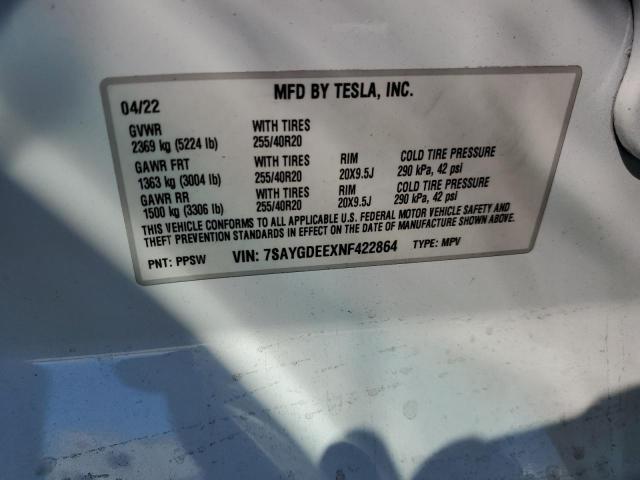 MFD BY TESLA, INC.
04/22
GVWR WITH TIRES
2369 kg (5224 lb) 255/40R20
GAWR FRT WITH TIRES RIM COLD TIRE PRESSURE
1363 kg (3004 lb) 255/40R20 20X9.5J 290 kPa, 42 psi
GAWR RR WITH TIRES RIM COLD TIRE PRESSURE
1500 kg (3306 lb) 255/40R20 20X9.5J 290 kPa, 42 psi
THIS VEHICLE CONFORMS TO ALL APPLICABLE U.S. FEDERAL MOTOR VEHICLE SAFETY AND
THEFT PREVENTION STANDARDS IN EFFECT ON THE DATE OF MANUFACTURE SHOWN ABOVE.
PNT: PPSW VIN: 7SAYGDEEXNF422864 TYPE: MPV